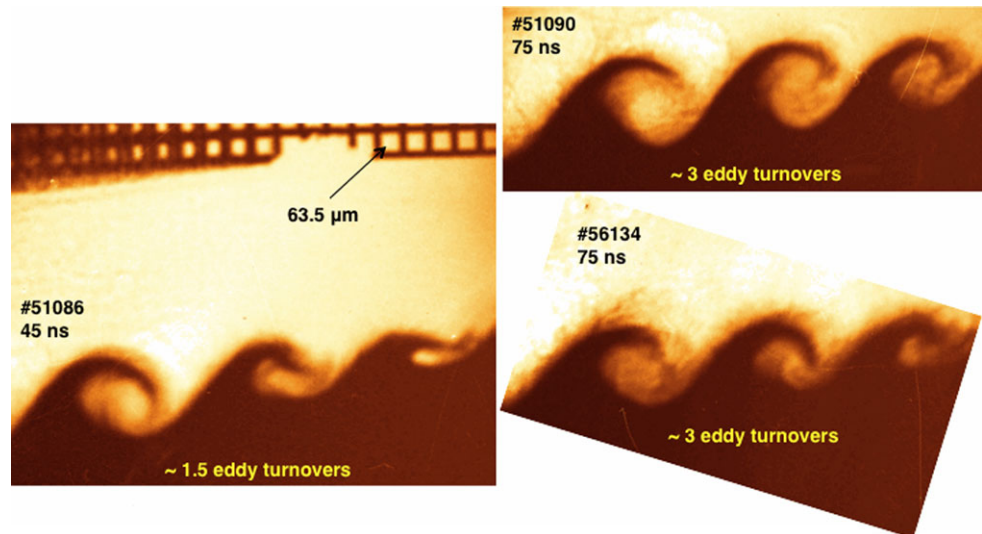 63.5 µm
#51086
45 ns
~ 1.5 eddy turnovers
#51090
75 ns
~ 3 eddy turnovers
#56134
75 ns
~ 3 eddy turnovers